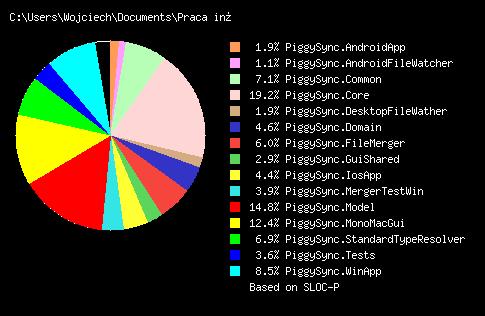 C:\Users\Wojciech\Documents\Praca inż
1.9% PiggySync.AndroidApp
1.1% PiggySync.AndroidFileWatcher
7.1% PiggySync.Common
19.2% PiggySync.Core
1.9% PiggySync.DesktopFileWather
4.6% PiggySync.Domain
6.0% PiggySync.FileMerger
2.9% PiggySync.GuiShared
4.4% PiggySync.IosApp
3.9% PiggySync.MergerTestWin
14.8% PiggySync.Model
12.4% PiggySync.MonoMacGui
6.9% PiggySync.StandardTypeResolver
3.6% PiggySync.Tests
8.5% PiggySync.WinApp
Based on SLOC-P